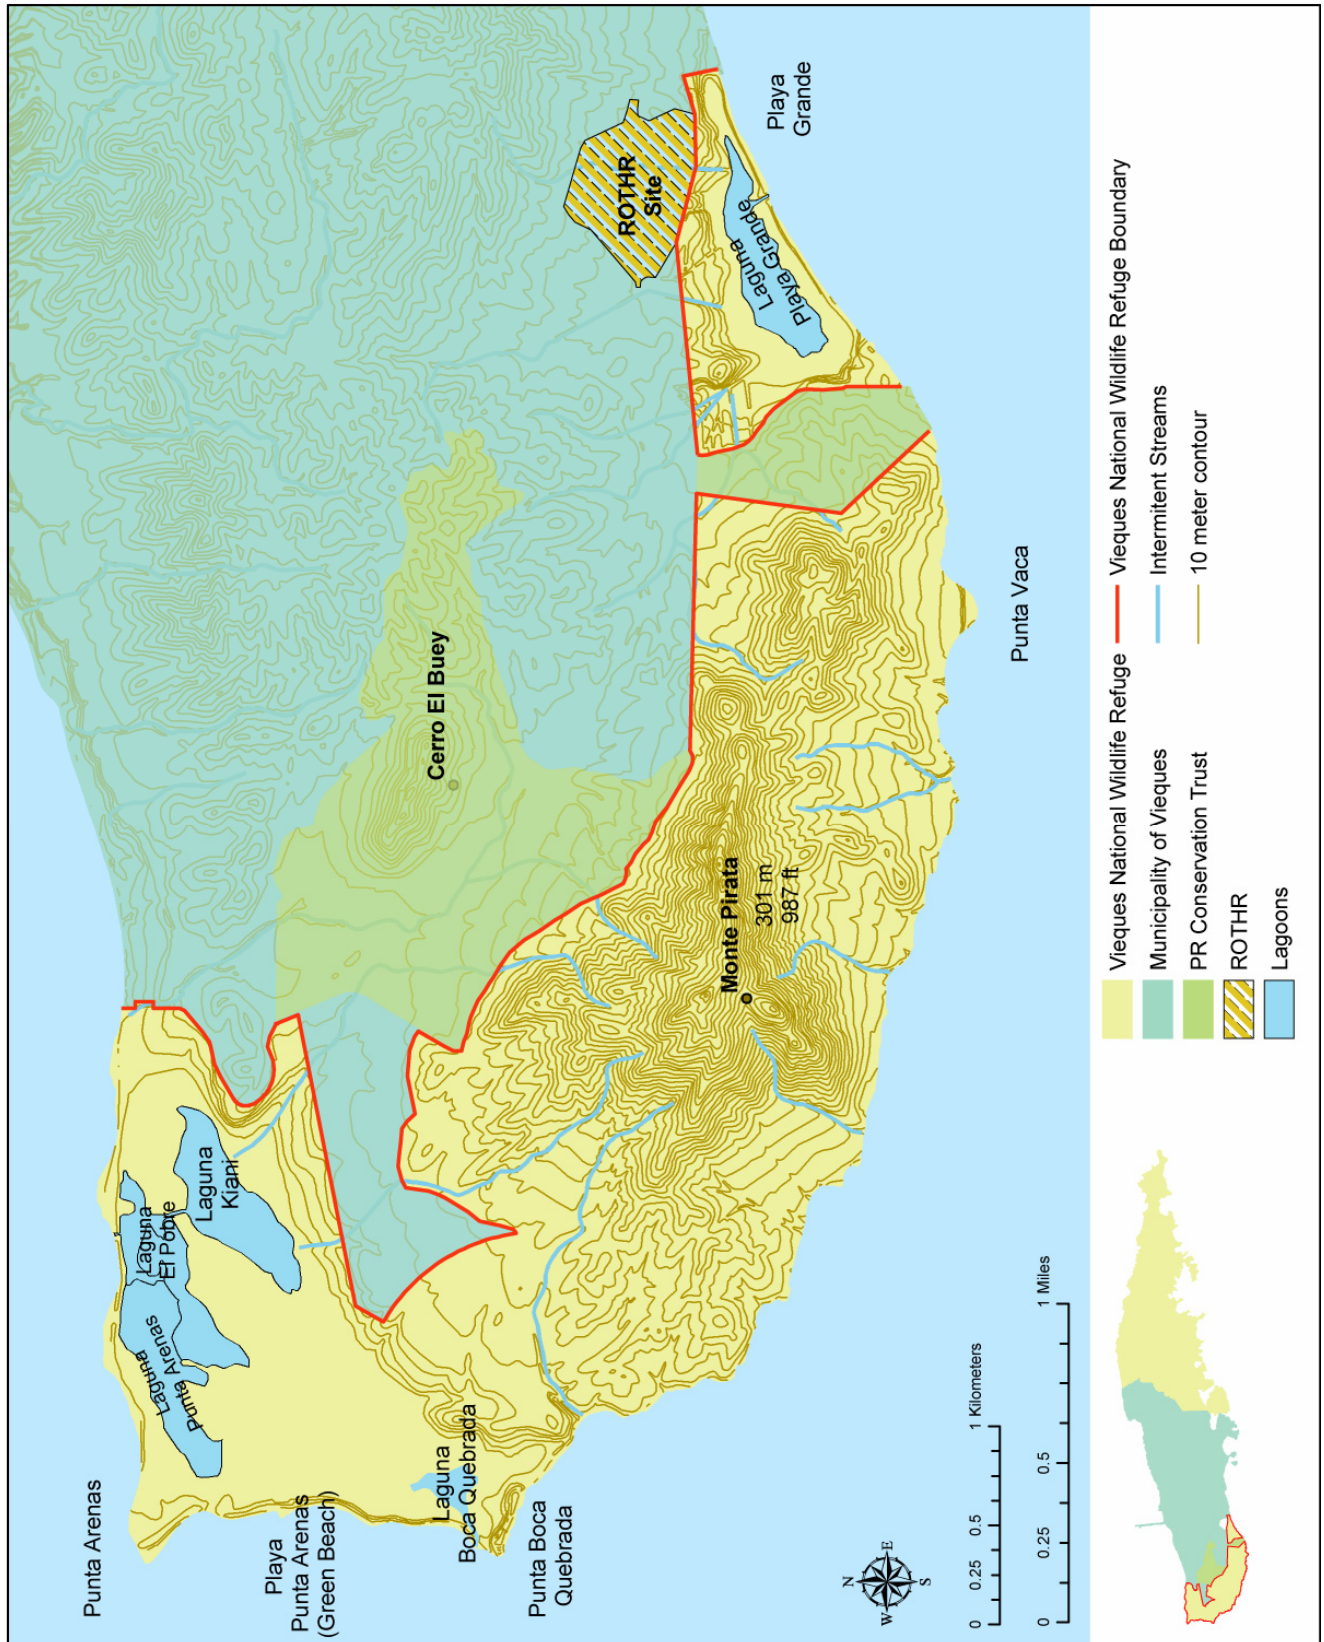 Punta Arenas
Playa
Punta Arenas
(Green Beach)
Punta Boca
Quebrada
Laguna
Boca Quebrada
Laguna
Punta Arenas
Laguna
El Pobre
Laguna
Kiani
Monte Pirata
301 m
987 ft
Cerro El Buey
Punta Vaca
ROTHR
Site
Laguna
Playa Grande
Playa
Grande
N
W
E
S
0 0.25 0.5 1 Kilometers
0 0.25 0.5 1 Miles
Vieques National Wildlife Refuge
Municipality of Vieques
PR Conservation Trust
ROTHR
Lagoons
Vieques National Wildlife Refuge Boundary
Intermitent Streams
10 meter contour